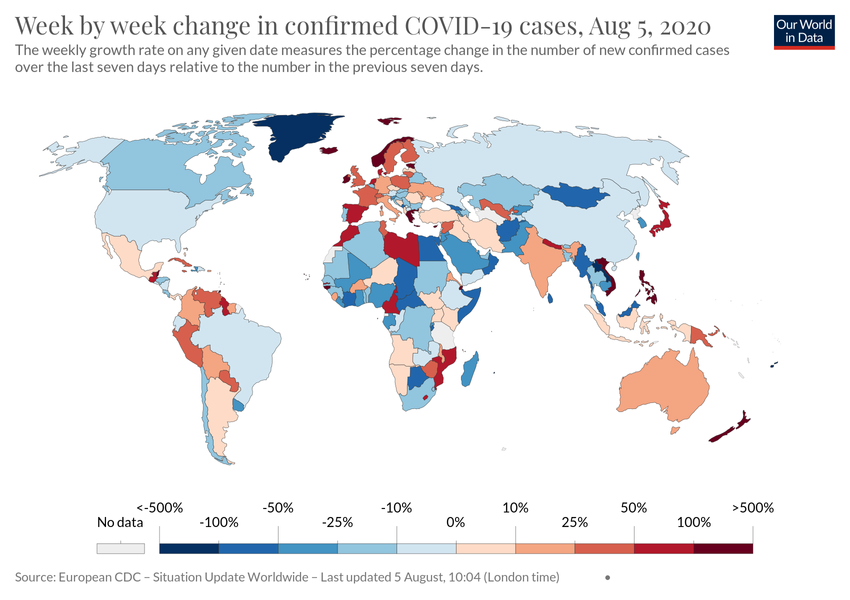 Week by week change in confirmed COVID-19 cases, Aug 5, 2020
Our World
in Data
The weekly growth rate on any given date measures the percentage change in the number of new confirmed cases
over the last seven days relative to the number in the previous seven days.
<-500% -50% -10% 10% 50% >500%
No data -100% -25% 0% 25% 100%
Source: European CDC – Situation Update Worldwide – Last updated 5 August, 10:04 (London time) •